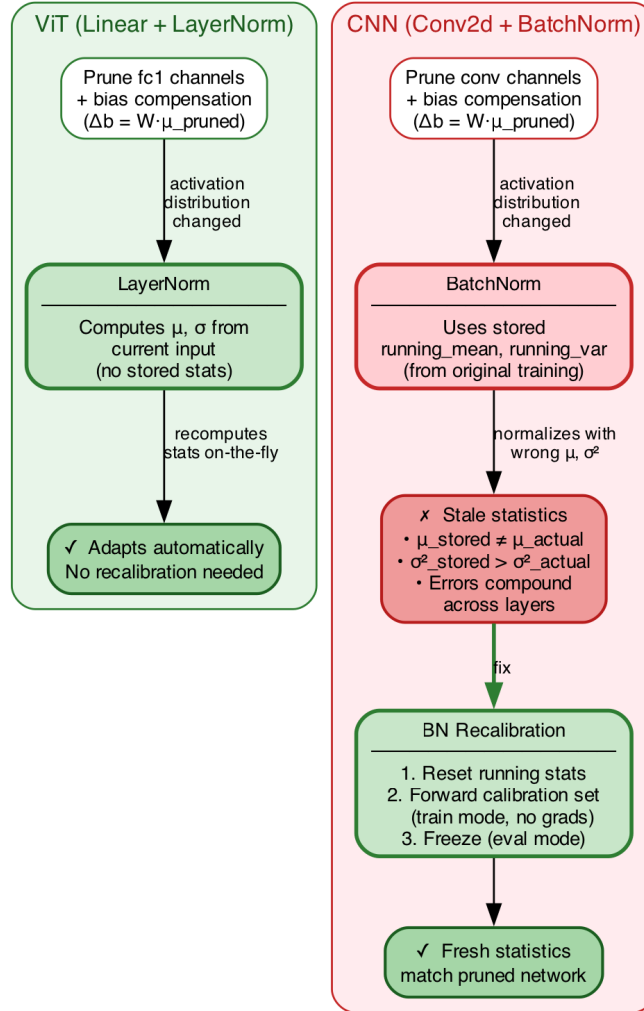 ViT (Linear + LayerNorm)
Prune fc1 channels
+ bias compensation
(Δb = W·μ_pruned)
activation
distribution
changed
LayerNorm
Computes μ, σ from
current input
(no stored stats)
recomputes
stats on-the-fly
✓ Adapts automatically
No recalibration needed
CNN (Conv2d + BatchNorm)
Prune conv channels
+ bias compensation
(Δb = W·μ_pruned)
activation
distribution
changed
BatchNorm
Uses stored
running_mean, running_var
(from original training)
normalizes with
wrong μ, σ²
✗ Stale statistics
• μ_stored ≠ μ_actual
• σ²_stored > σ²_actual
• Errors compound
across layers
fix
BN Recalibration
1. Reset running stats
2. Forward calibration set
(train mode, no grads)
3. Freeze (eval mode)
✓ Fresh statistics
match pruned network